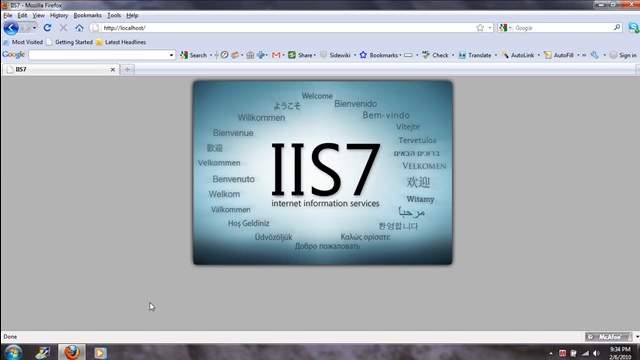 IIS7 - Mozilla Firefox
File Edit View History Bookmarks Tools Help
http://localhost/
Google
Most Visited Getting Started Latest Headlines
Google Search Share Sidewiki Bookmarks Check Translate AutoLink AutoFill Sign In
IIS7
Welcome
ようこそ
Bienvenido
Willkommen
Bem-vindo
Vítejte
Bienvenue
Tervetuloa
歡迎
ברוכים הבאים
Velkommen
VELKOMMEN
IIS7
internet information services
Benvenuto
欢迎
Welkom
Witamy
Välkommen
مرحباً
Hoş Geldiniz
환영합니다
Üdvözöljük
Καλώς ορίσατε
Добро пожаловать
Done
McAfee
9:34 PM
2/6/2010